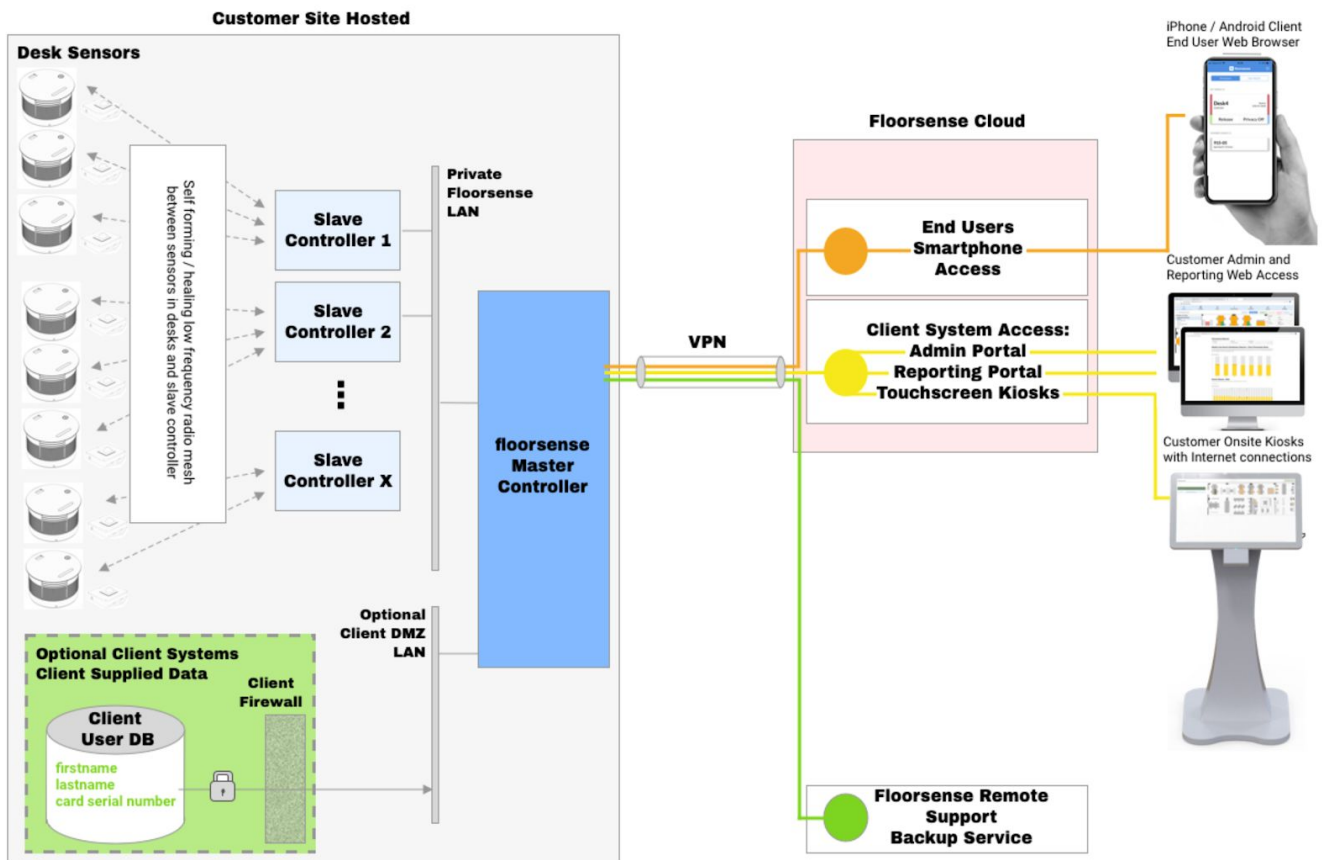 Customer Site Hosted
Desk Sensors
Self forming / healing low frequency radio mesh
between sensors in desks and slave controller
Slave
Controller 1
Slave
Controller 2
Slave
Controller X
Private
Floorsense
LAN
floorsense
Master
Controller
Optional
Client DMZ
LAN
Optional Client Systems
Client Supplied Data
Client
Firewall
Client
User DB
firstname
lastname
card serial number
VPN
Floorsense Cloud
End Users
Smartphone
Access
Client System Access:
Admin Portal
Reporting Portal
Touchscreen Kiosks
Floorsense Remote
Support
Backup Service
iPhone / Android Client
End User Web Browser
Desk4
Release Privacy Off
Customer Admin and
Reporting Web Access
Customer Onsite Kiosks
with Internet connections